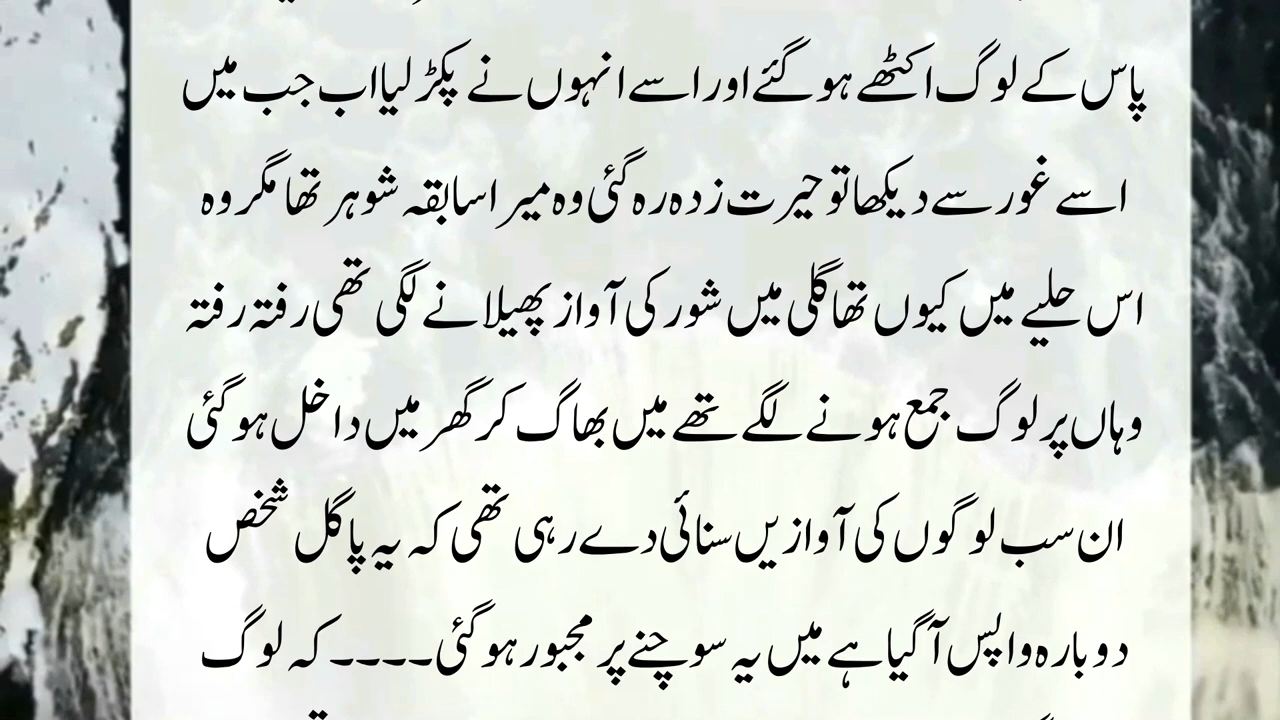 پاس کے لوگ اکٹھے ہو گئے اور اسے انہوں نے پکڑ لیا اب جب میں
اسے غور سے دیکھا تو حیرت زدہ رہ گئی وہ میرا سابقہ شوہر تھا مگر وہ
اس حلیے میں کیوں تھا گلی میں شور کی آواز پھیلانے لگی تھی رفتہ رفتہ
وہاں پر لوگ جمع ہونے لگے تھے میں بھاگ کر گھر میں داخل ہو گئی
ان سب لوگوں کی آوازیں سنائی دے رہی تھی کہ یہ پاگل شخص
دوبارہ واپس آگیا ہے میں یہ سوچنے پر مجبور ہو گئی۔۔۔۔ کہ لوگ